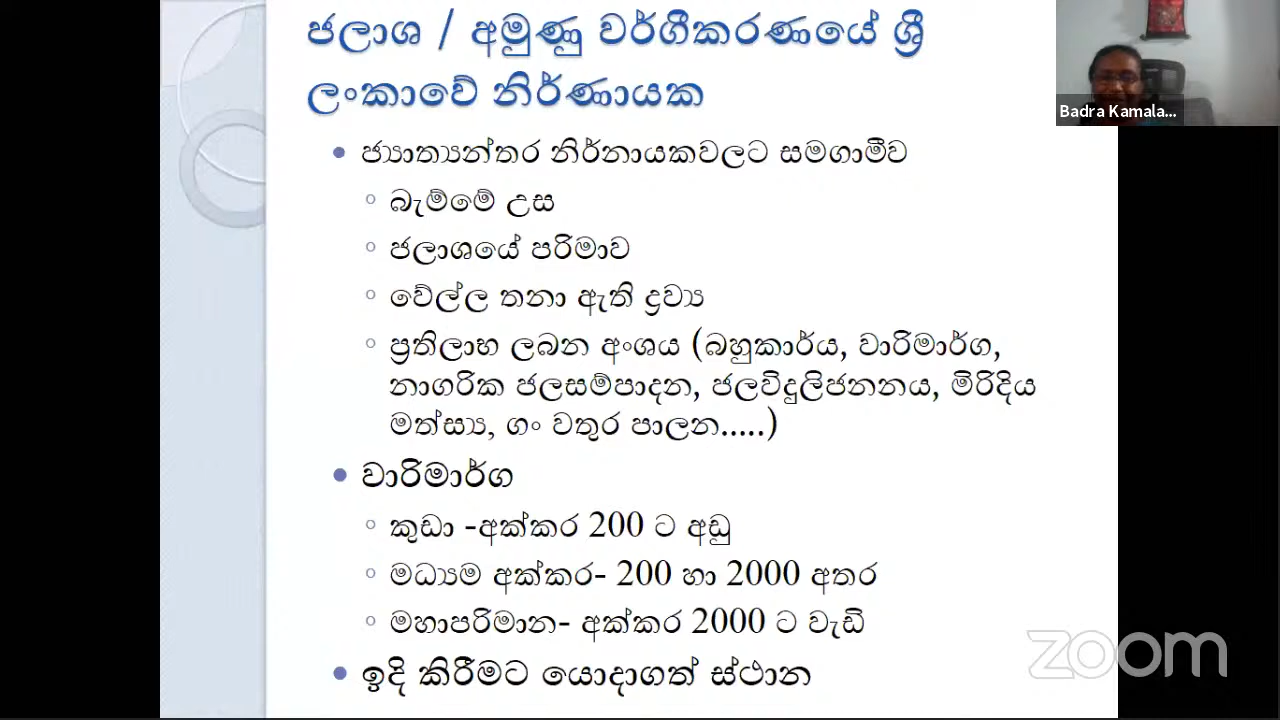 ජලාශ / අමුණු වර්ගීකරණයේ ශ්‍රී
ලංකාවේ නිර්ණායක
ජ්‍යාත්‍යන්තර නිර්නායකවලට සමගාමීව
බැම්මේ උස
ජලාශයේ පරිමාව
වේල්ල තනා ඇති ද්‍රව්‍ය
ප්‍රතිලාභ ලබන අංශය (බහුකාර්ය, වාරිමාර්ග,
නාගරික ජලසම්පාදන, ජලවිදුලිජනනය, මිරිදිය
මත්ස්‍ය, ගං වතුර පාලන.....)
වාරිමාර්ග
කුඩා -අක්කර 200 ට අඩු
මධ්‍යම අක්කර- 200 හා 2000 අතර
මහාපරිමාන- අක්කර 2000 ට වැඩි
ඉදි කිරීමට යොදාගත් ස්ථාන
Badra Kamala...
zoom